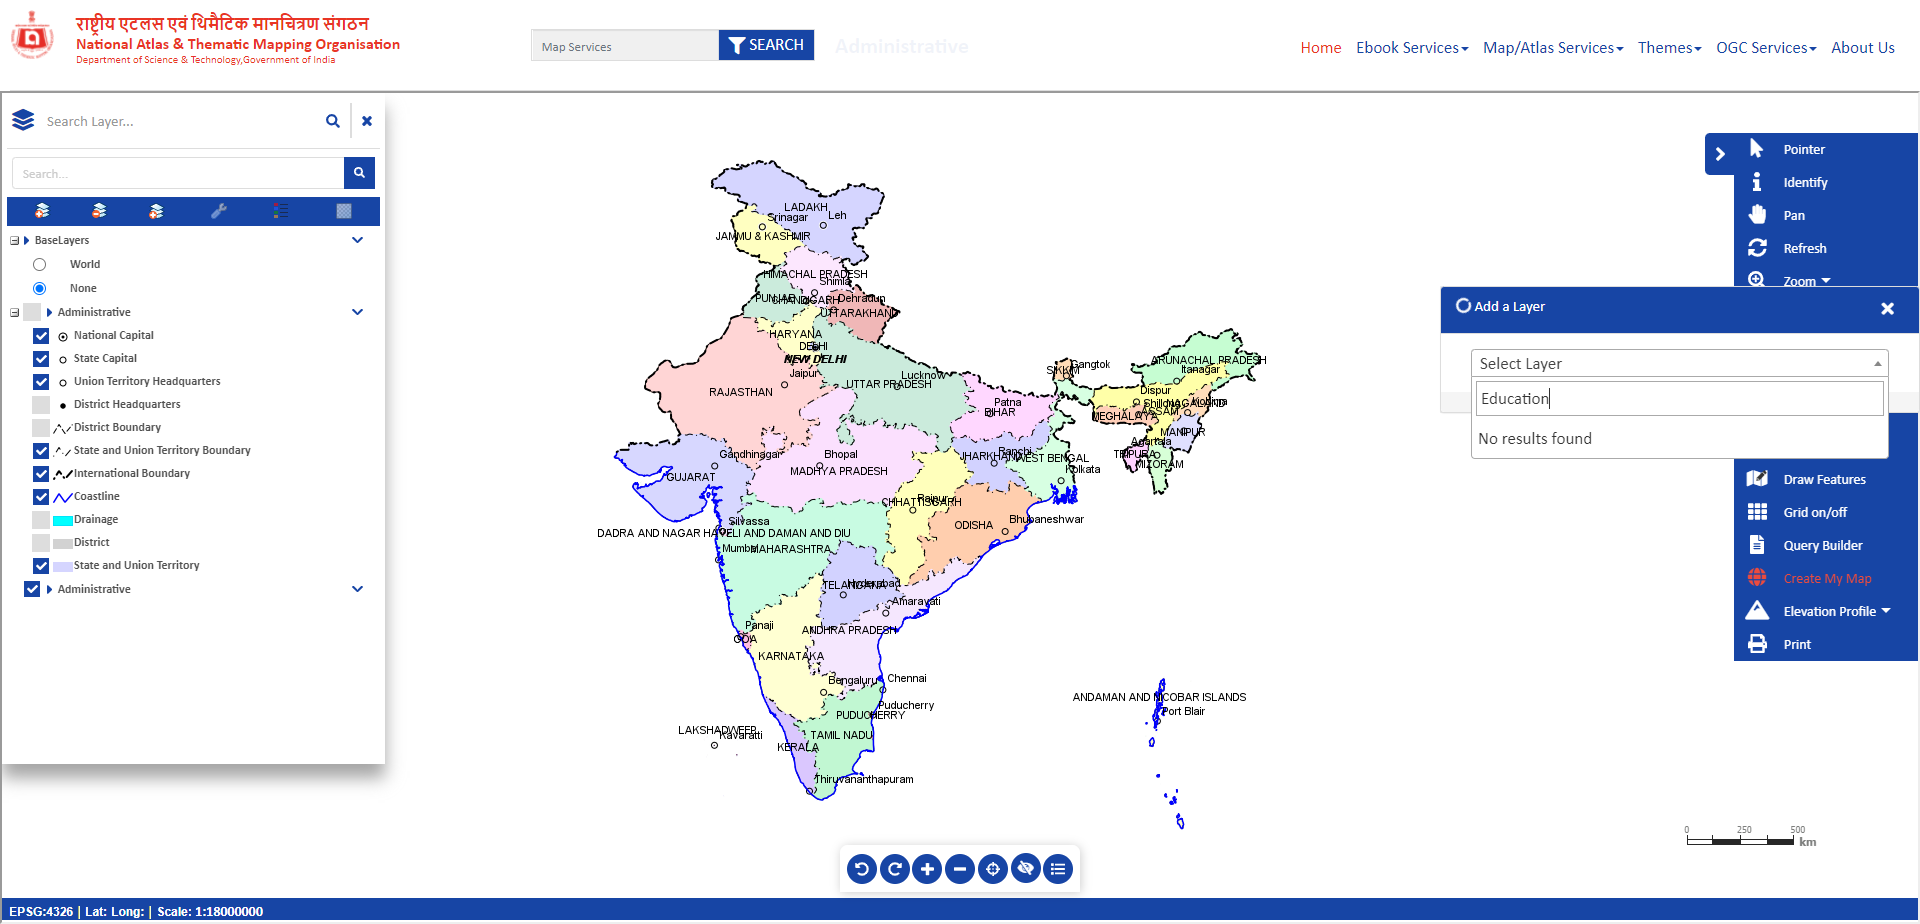 राष्ट्रीय एटलस एवं थिमैटिक मानचित्रण संगठन
National Atlas & Thematic Mapping Organisation
Department of Science & Technology,Government of India
Map Services
SEARCH
Administrative
Home
Ebook Services
Map/Atlas Services
Themes
OGC Services
About Us
Search Layer...
Search...
BaseLayers
World
None
Administrative
National Capital
State Capital
Union Territory Headquarters
District Headquarters
District Boundary
State and Union Territory Boundary
International Boundary
Coastline
Drainage
District
State and Union Territory
Administrative
LADAKH
Srinagar
Leh
JAMMU & KASHMIR
HIMACHAL PRADESH
Shimla
PUNJAB
CHANDIGARH
Dehradun
UTTARAKHAND
HARYANA
DELHI
NEW DELHI
Jaipur
RAJASTHAN
Lucknow
UTTAR PRADESH
Gangtok
SIKKIM
ARUNACHAL PRADESH
Itanagar
Dispur
Shillong
NAGALAND
Kohima
ASSAM
MEGHALAYA
Patna
BIHAR
MANIPUR
Agartala
TRIPURA
MIZORAM
Gandhinagar
GUJARAT
Bhopal
MADHYA PRADESH
Ranchi
JHARKHAND
WEST BENGAL
Kolkata
Raipur
CHHATTISGARH
ODISHA
Bhubaneshwar
Silvassa
DADRA AND NAGAR HAVELI AND DAMAN AND DIU
Mumbai
MAHARASHTRA
Hyderabad
TELANGANA
Amaravati
ANDHRA PRADESH
Panaji
GOA
KARNATAKA
Bengaluru
Chennai
Puducherry
PUDUCHERRY
LAKSHADWEEP
Kavaratti
KERALA
TAMIL NADU
Thiruvananthapuram
ANDAMAN AND NICOBAR ISLANDS
Port Blair
Pointer
Identify
Pan
Refresh
Zoom
Add a Layer
Select Layer
Education
No results found
Draw Features
Grid on/off
Query Builder
Create My Map
Elevation Profile
Print
0 250 500
km
EPSG:4326 | Lat: Long: | Scale: 1:18000000